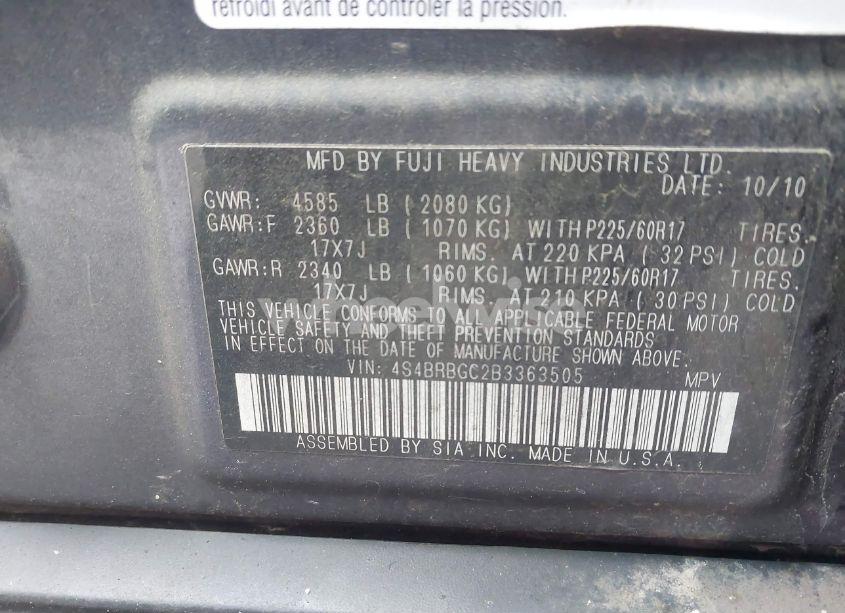 refroidi avant de contrôler la pression.
MFD BY FUJI HEAVY INDUSTRIES LTD.
DATE: 10/10
GVWR: 4585 LB ( 2080 KG)
GAWR:F 2360 LB ( 1070 KG) WITH P225/60R17 TIRES.
17X7J RIMS. AT 220 KPA ( 32 PSI) COLD
GAWR:R 2340 LB ( 1060 KG) WITH P225/60R17 TIRES.
17X7J RIMS. AT 210 KPA ( 30 PSI) COLD
THIS VEHICLE CONFORMS TO ALL APPLICABLE FEDERAL MOTOR
VEHICLE SAFETY AND THEFT PREVENTION STANDARDS
IN EFFECT ON THE DATE OF MANUFACTURE SHOWN ABOVE.
VIN: 4S4BRBGC2B3363505 MPV
ASSEMBLED BY SIA INC. MADE IN U.S.A.